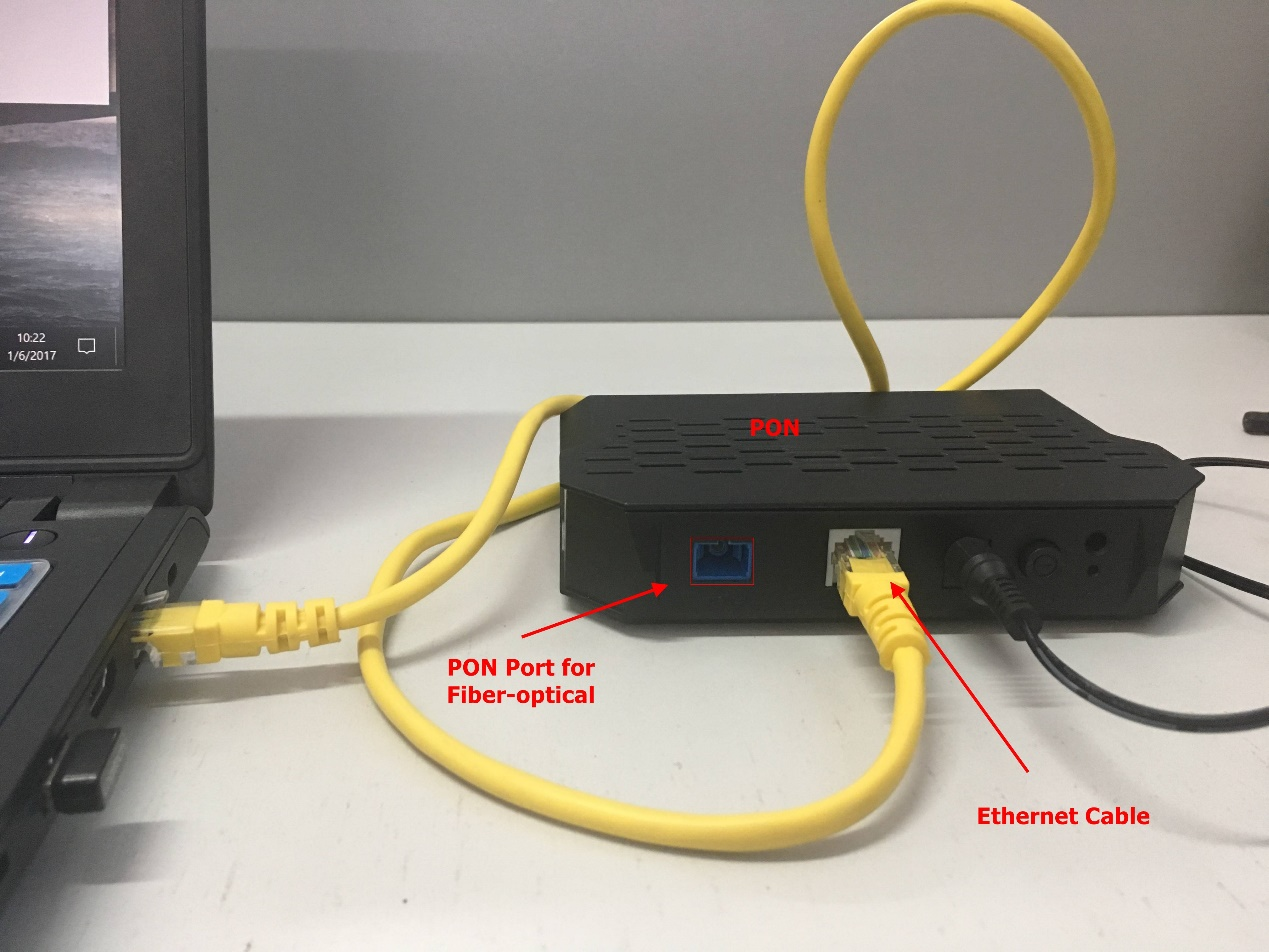 10:22
1/6/2017
PON
PON Port for
Fiber-optical
Ethernet Cable